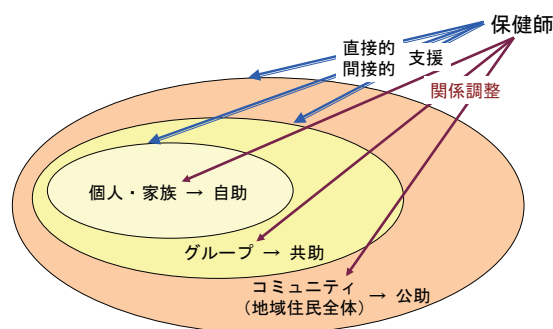 保健師
直接的
間接的
支援
関係調整
個人・家族 → 自助
グループ → 共助
コミュニティ
(地域住民全体)
→ 公助